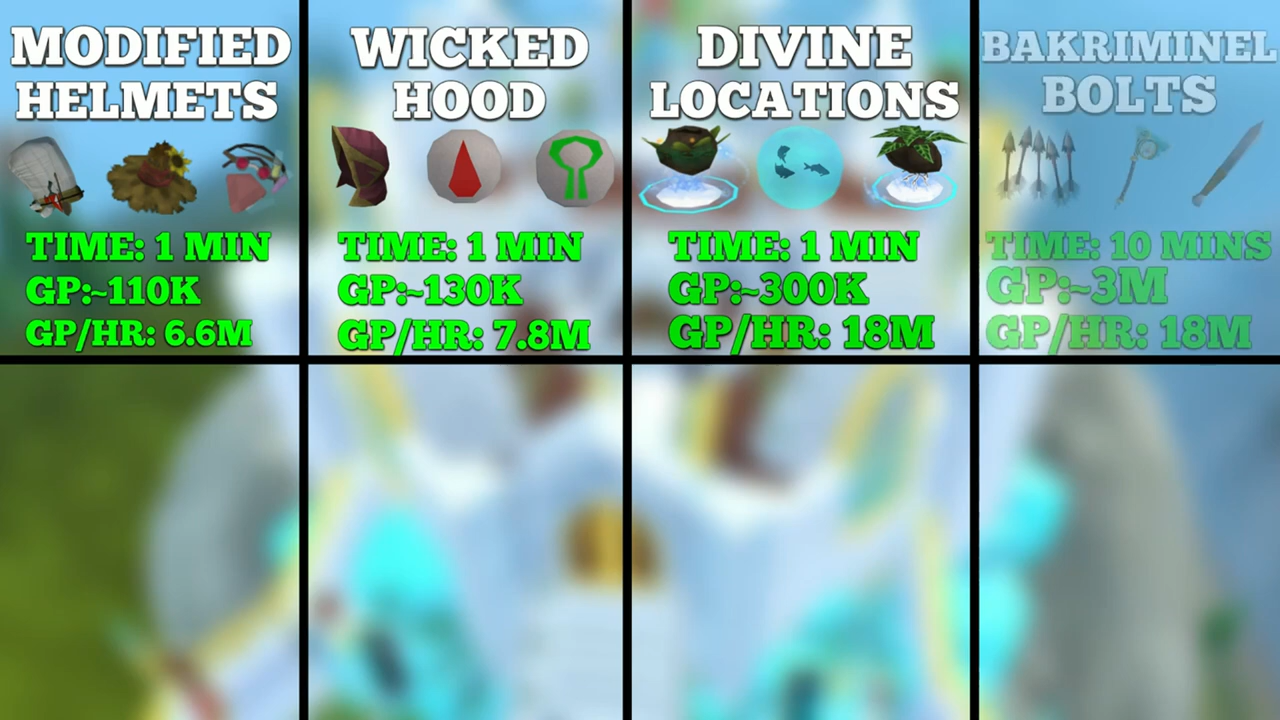 MODIFIED
HELMETS
TIME: 1 MIN
GP:~110K
GP/HR: 6.6M
WICKED
HOOD
TIME: 1 MIN
GP:~130K
GP/HR: 7.8M
DIVINE
LOCATIONS
TIME: 1 MIN
GP:~300K
GP/HR: 18M
BAKRIMINEL
BOLTS
TIME: 10 MINS
GP:~3M
GP/HR: 18M